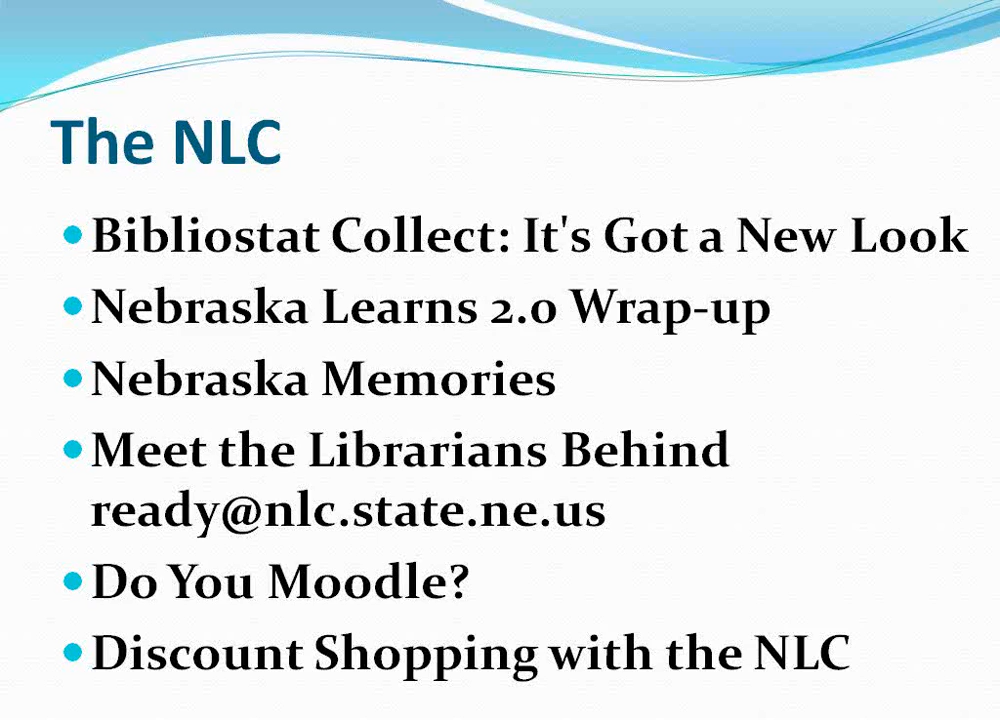 The NLC
Bibliostat Collect: It's Got a New Look
Nebraska Learns 2.0 Wrap-up
Nebraska Memories
Meet the Librarians Behind
ready@nlc.state.ne.us
Do You Moodle?
Discount Shopping with the NLC